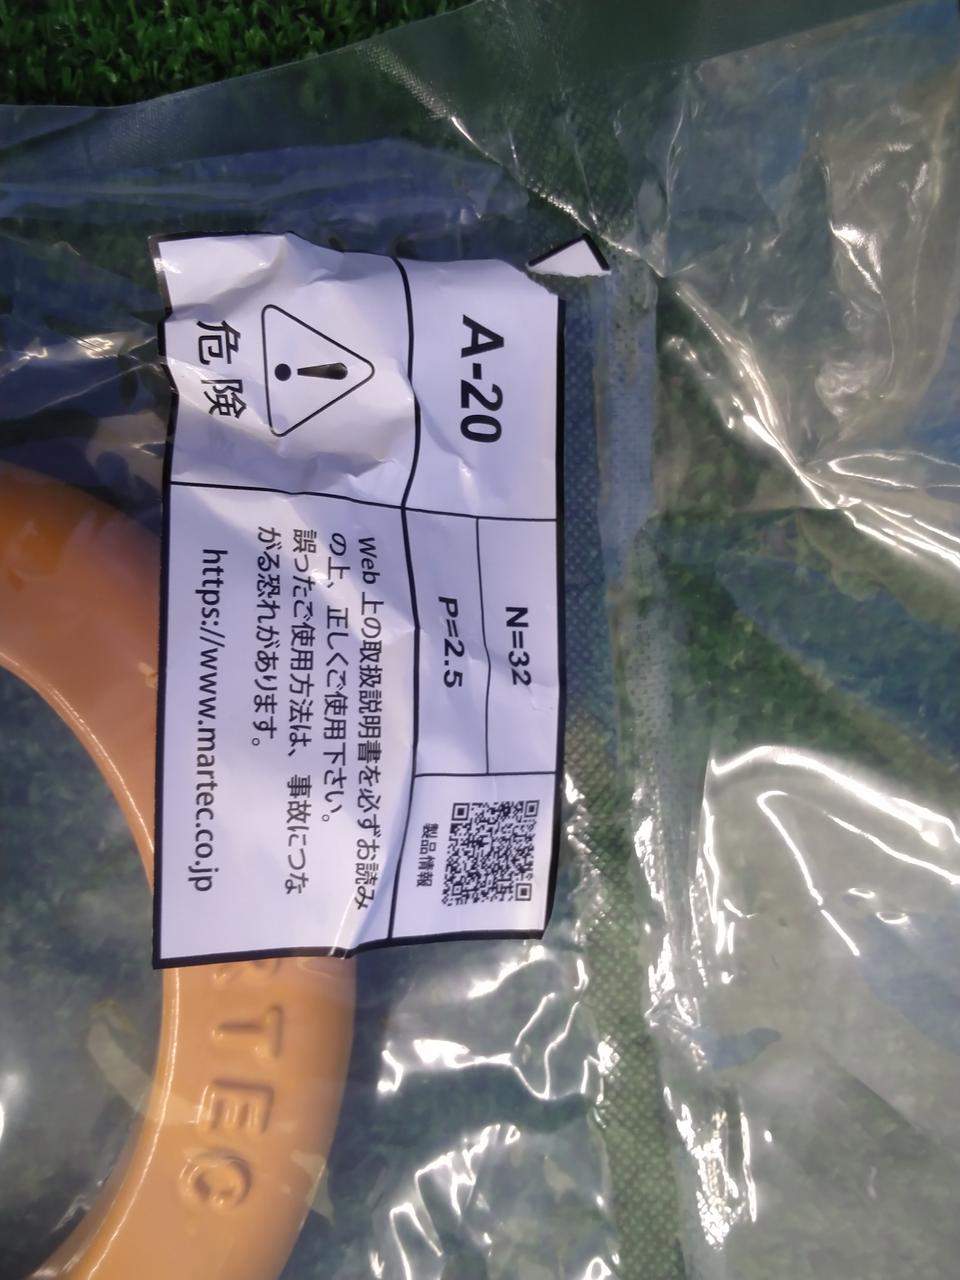 A-20
N=32
P=2.5
製品情報
危険
Web 上の取扱説明書を必ずお読み
の上、正しくご使用下さい。
誤ったご使用方法は、事故につな
がる恐れがあります。
https://www.martec.co.jp
RTEC